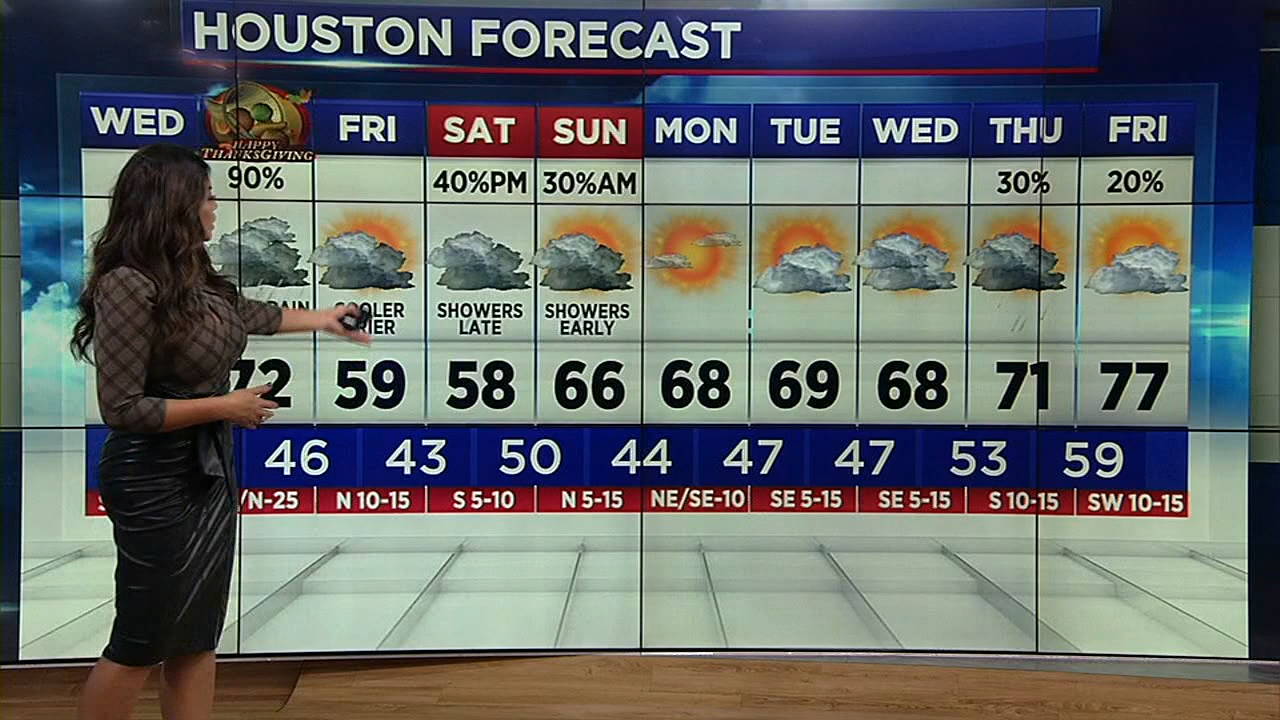 HOUSTON FORECAST
WED HAPPY THANKSGIVING FRI SAT SUN MON TUE WED THU FRI
90% 40%PM 30%AM 30% 20%
SHOWERS LATE
SHOWERS EARLY
72 59 58 66 68 69 68 71 77
46 43 50 44 47 47 53 59
/N-25 N 10-15 S 5-10 N 5-15 NE/SE-10 SE 5-15 SE 5-15 S 10-15 SW 10-15